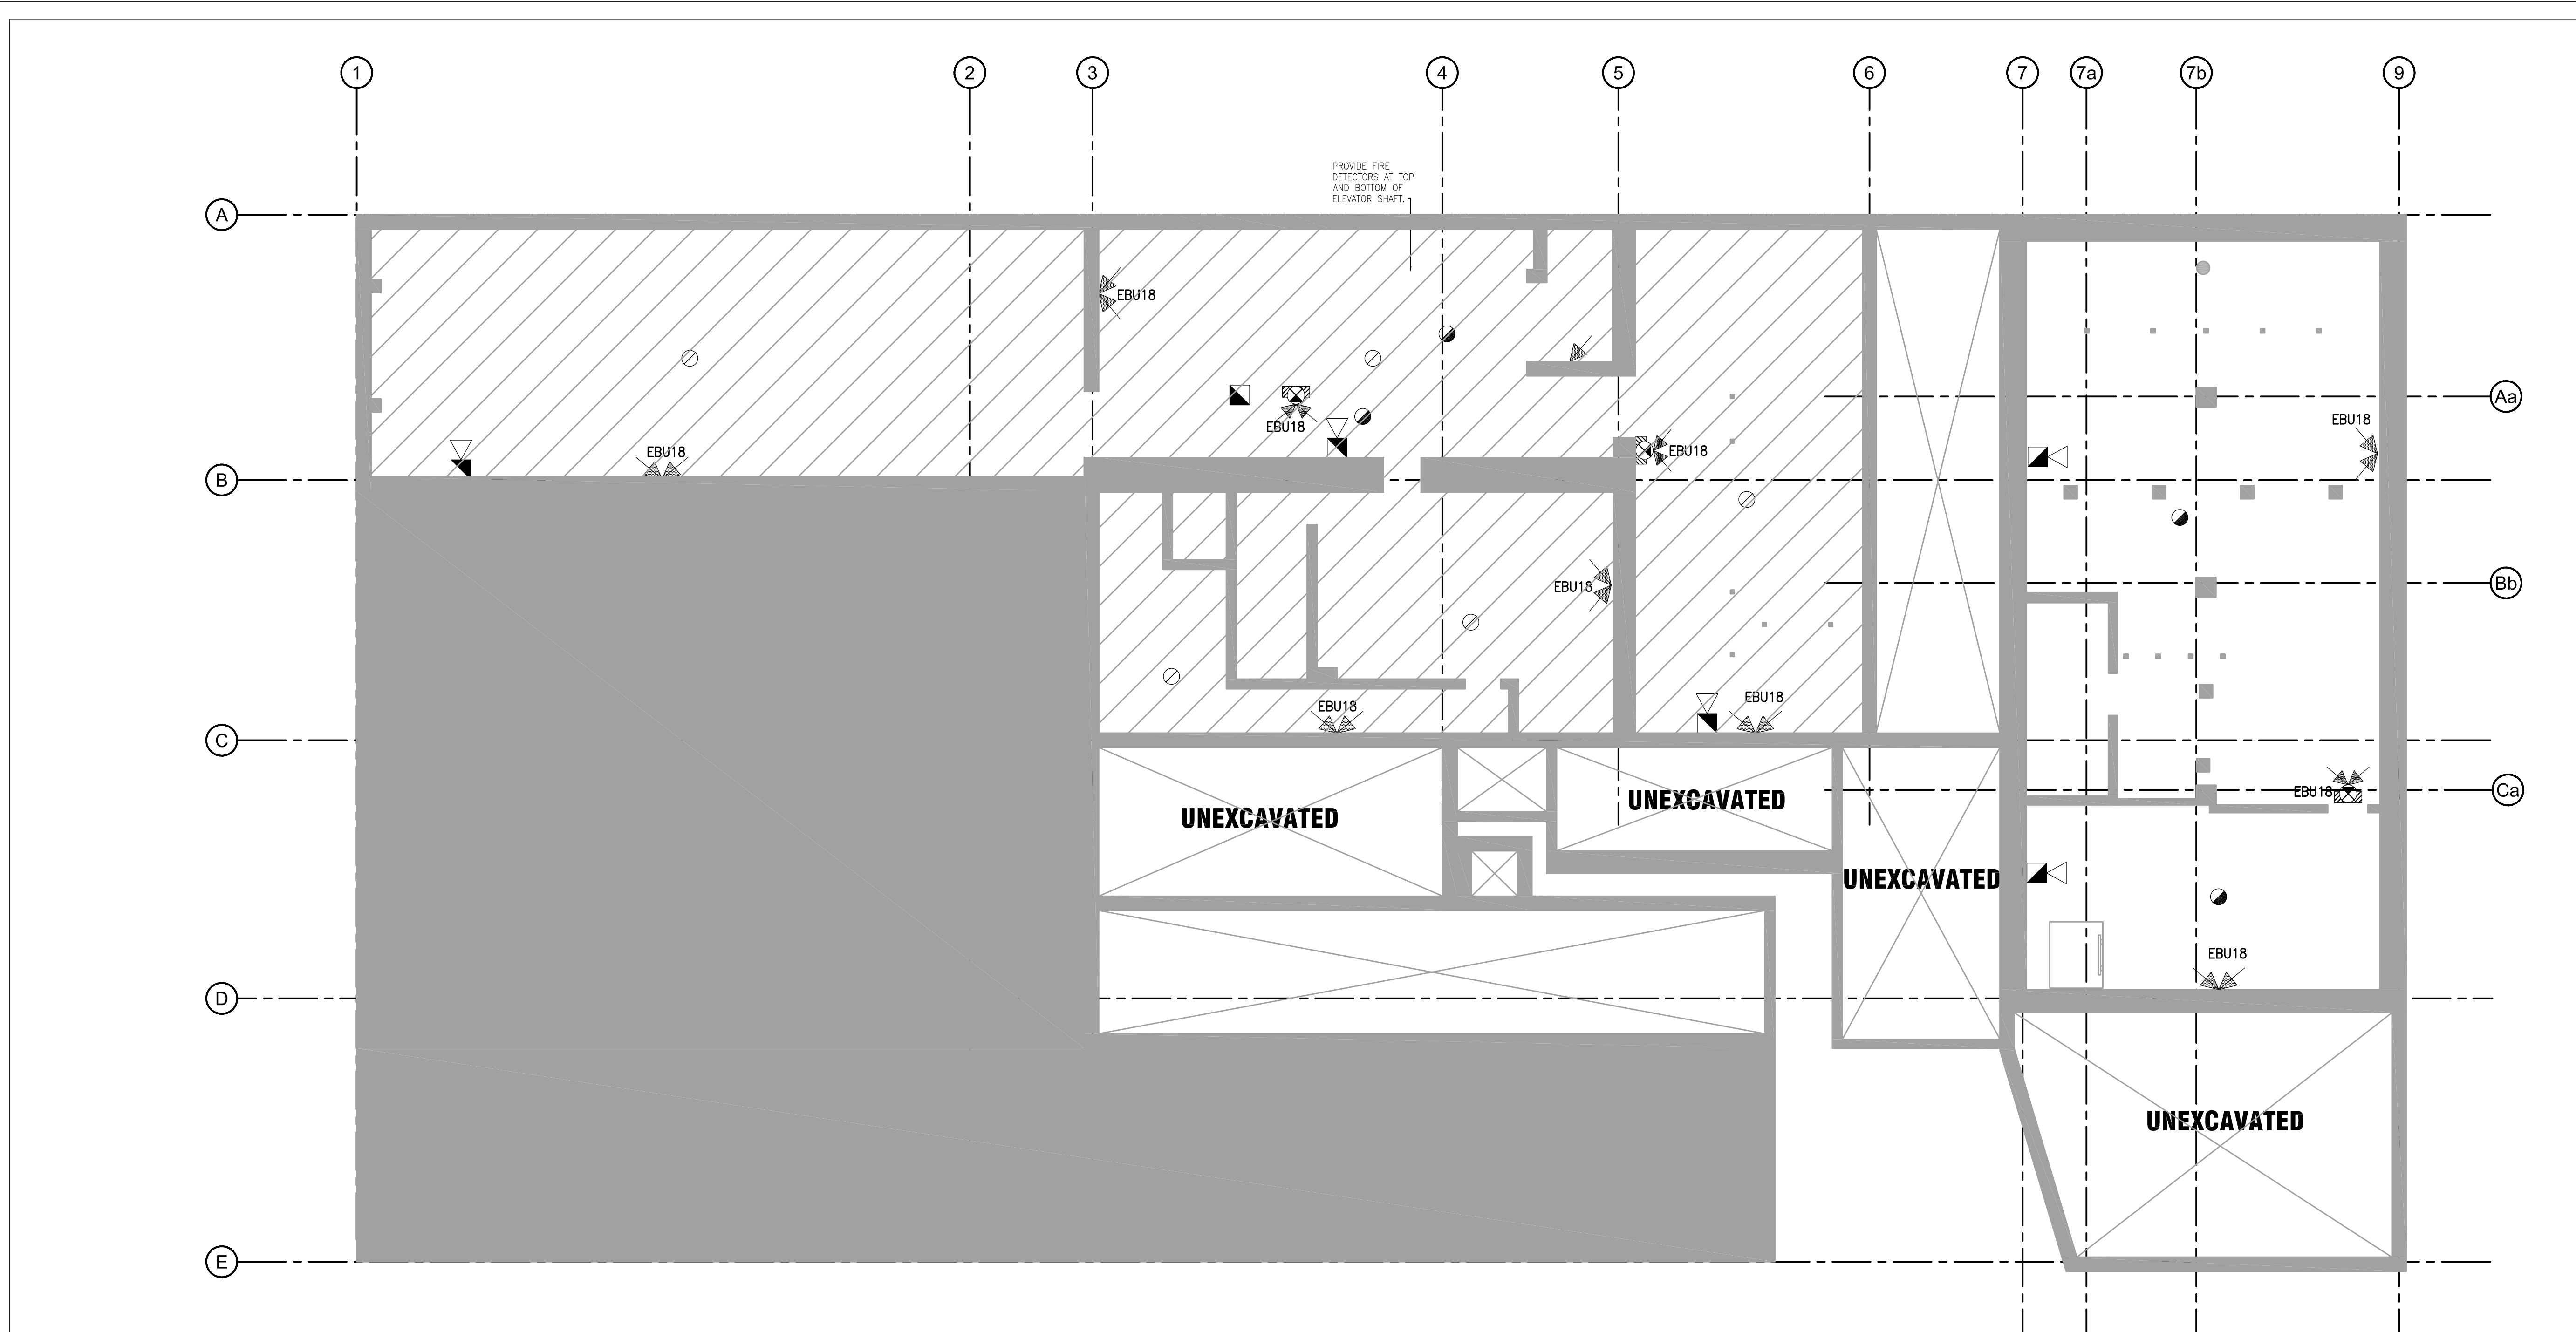 1
2
3
4
5
6
7
7a
7b
9
PROVIDE FIRE
DETECTORS AT TOP
AND BOTTOM OF
ELEVATOR SHAFT.
A
EBU18
Aa
EBU18
EBU18
EBU18
EBU18
B
Bb
EBU18
EBU18
EBU18
C
Ca
EBU18
UNEXCAVATED
UNEXCAVATED
UNEXCAVATED
EBU18
D
UNEXCAVATED
E